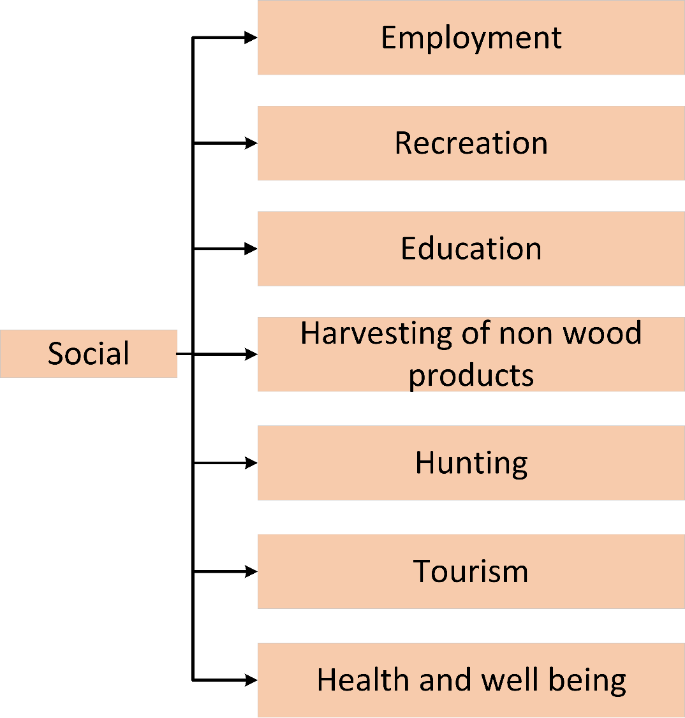 Employment
Recreation
Education
Social
Harvesting of non wood
products
Hunting
Tourism
Health and well being